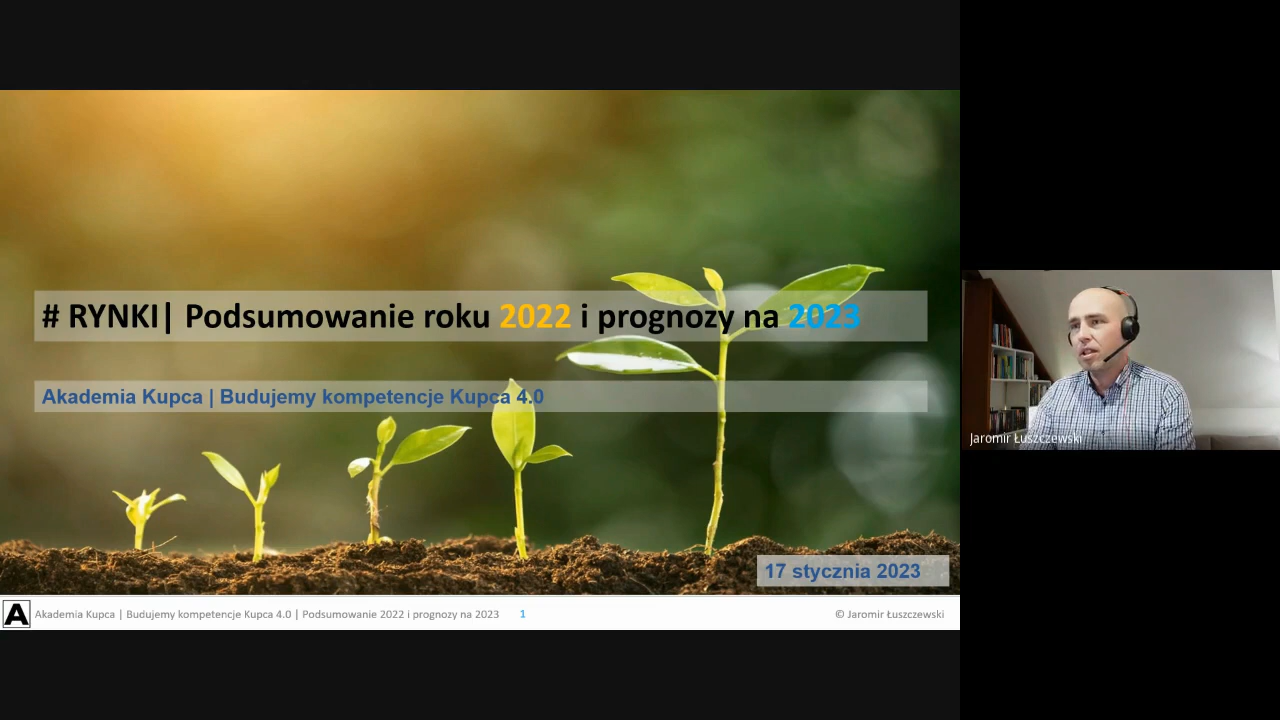 # RYNKI| Podsumowanie roku 2022 i prognozy na 2023
Akademia Kupca | Budujemy kompetencje Kupca 4.0
17 stycznia 2023
A Akademia Kupca | Budujemy kompetencje Kupca 4.0 | Podsumowanie 2022 i prognozy na 2023 1 © Jaromir Łuszczewski
Jaromir Łuszczewski